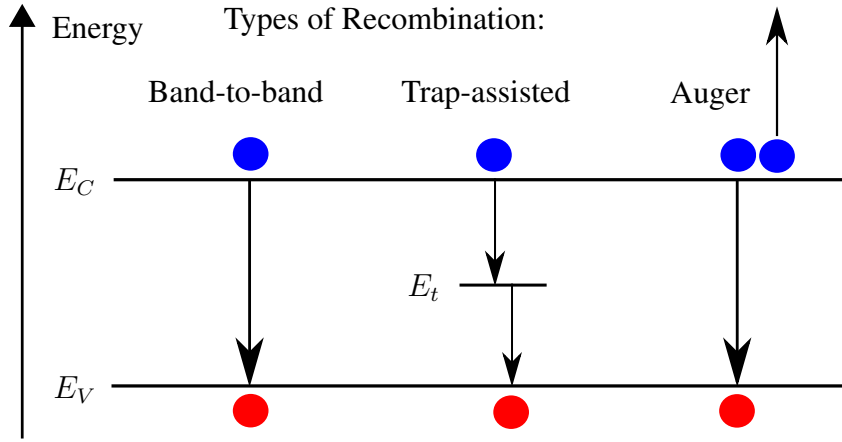 Types of Recombination:
Energy
Band-to-band Trap-assisted Auger
E_C
E_t
E_V